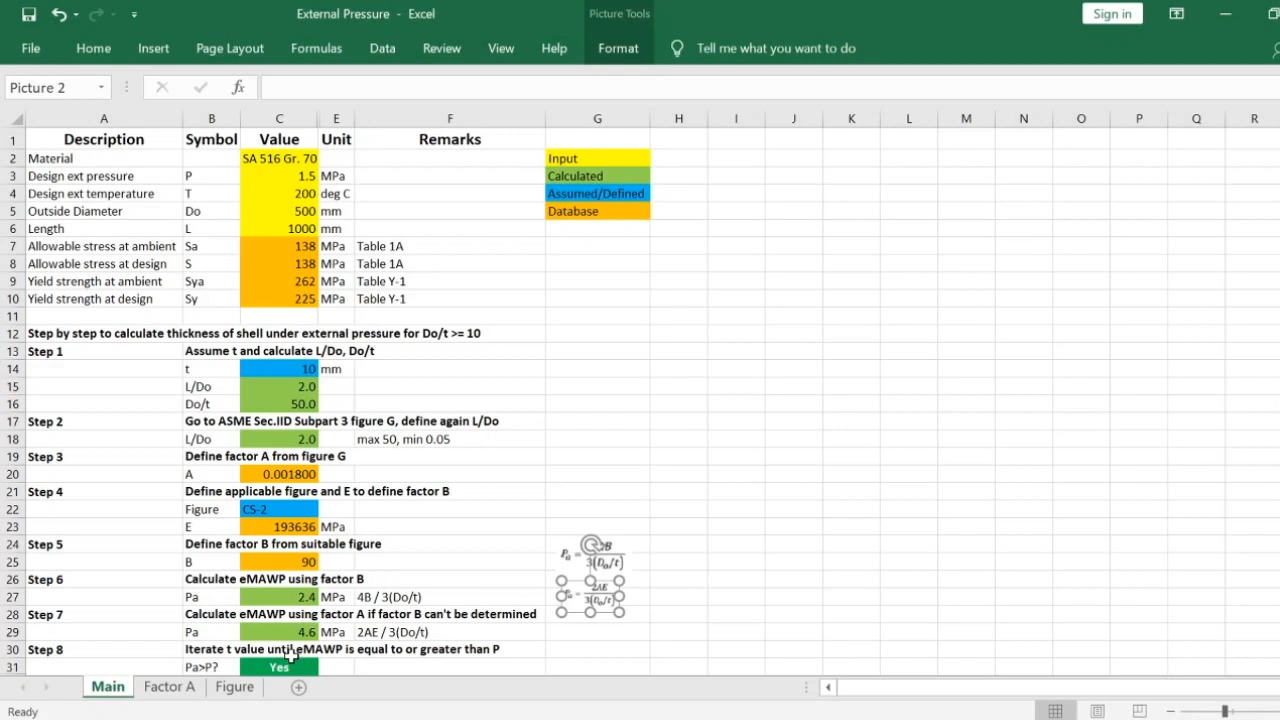 External Pressure - Excel
Picture Tools
Sign in
File Home Insert Page Layout Formulas Data Review View Help Format Tell me what you want to do
Picture 2 fx
A B C E F G H I J K L M N O P Q R
1 Description Symbol Value Unit Remarks
2 Material SA 516 Gr. 70 Input
3 Design ext pressure P 1.5 MPa Calculated
4 Design ext temperature T 200 deg C Assumed/Defined
5 Outside Diameter Do 500 mm Database
6 Length L 1000 mm
7 Allowable stress at ambient Sa 138 MPa Table 1A
8 Allowable stress at design S 138 MPa Table 1A
9 Yield strength at ambient Sya 262 MPa Table Y-1
10 Yield strength at design Sy 225 MPa Table Y-1
11
12 Step by step to calculate thickness of shell under external pressure for Do/t >= 10
13 Step 1 Assume t and calculate L/Do, Do/t
14 t 10 mm
15 L/Do 2.0
16 Do/t 50.0
17 Step 2 Go to ASME Sec.IID Subpart 3 figure G, define again L/Do
18 L/Do 2.0 max 50, min 0.05
19 Step 3 Define factor A from figure G
20 A 0.001800
21 Step 4 Define applicable figure and E to define factor B
22 Figure CS-2
23 E 193636 MPa
24 Step 5 Define factor B from suitable figure
25 B 90
26 Step 6 Calculate eMAWP using factor B
27 Pa 2.4 MPa 4B / 3(Do/t)
28 Step 7 Calculate eMAWP using factor A if factor B can't be determined
29 Pa 4.6 MPa 2AE / 3(Do/t)
30 Step 8 Iterate t value until eMAWP is equal to or greater than P
31 Pa>P? Yes
Pa = B
3(Do/t)
= 2AE
3(Do/t)
Main Factor A Figure
Ready